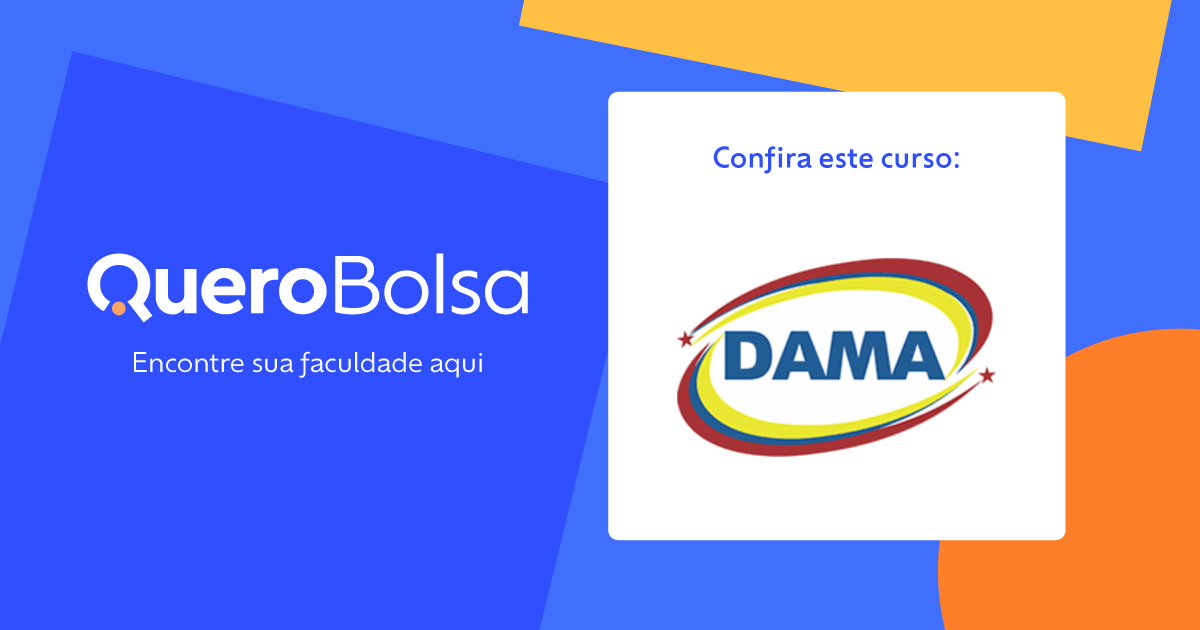 QueroBolsa
Encontre sua faculdade aqui
Confira este curso:
DAMA